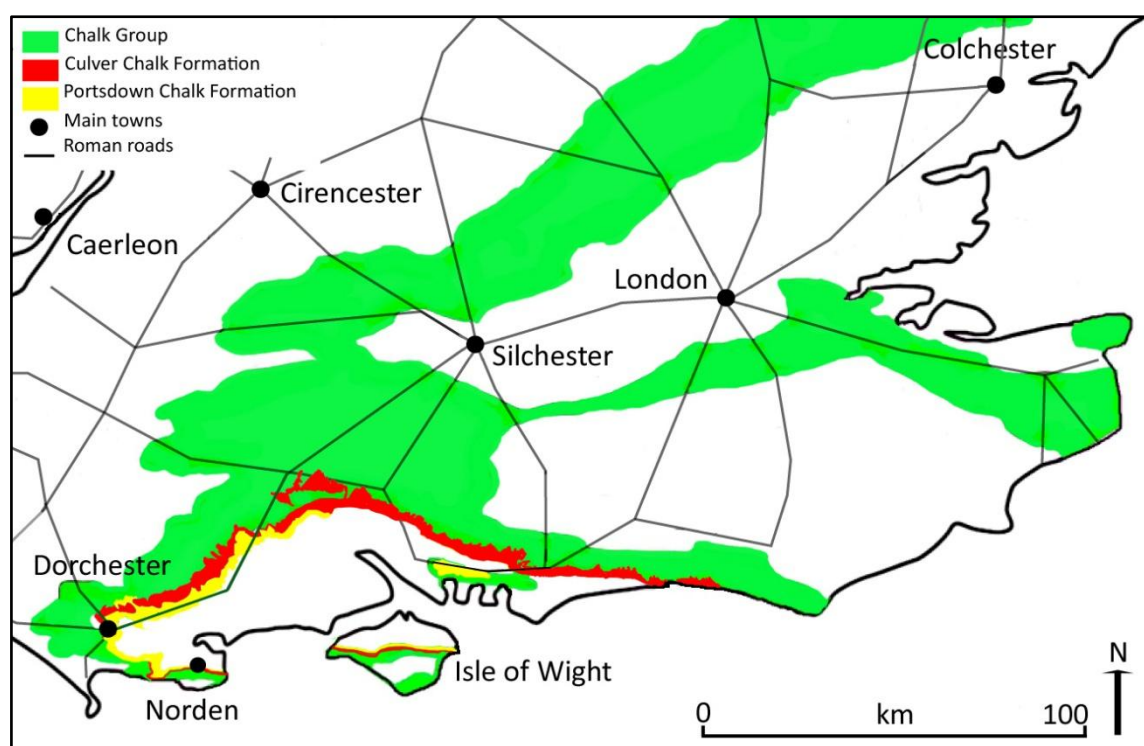 Chalk Group
Culver Chalk Formation
Portsdown Chalk Formation
Main towns
Roman roads
Colchester
Cirencester
Caerleon
London
Silchester
Dorchester
Isle of Wight
Norden
N
0 km 100